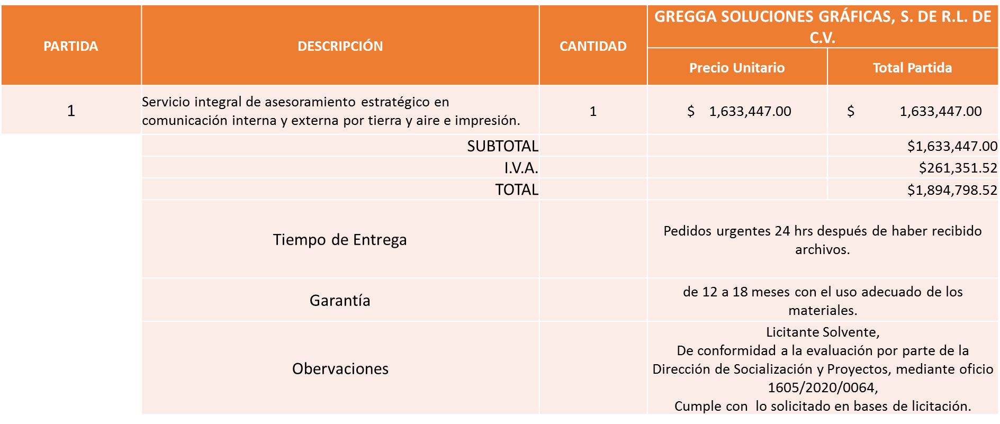 PARTIDA
DESCRIPCIÓN
CANTIDAD
GREGGA SOLUCIONES GRÁFICAS, S. DE R.L. DE
C.V.
Precio Unitario
Total Partida
1
Servicio integral de asesoramiento estratégico en
comunicación interna y externa por tierra y aire e impresión.
1
$ 1,633,447.00
$ 1,633,447.00
SUBTOTAL
$1,633,447.00
I.V.A.
$261,351.52
TOTAL
$1,894,798.52
Tiempo de Entrega
Pedidos urgentes 24 hrs después de haber recibido
archivos.
Garantía
de 12 a 18 meses con el uso adecuado de los
materiales.
Obervaciones
Licitante Solvente,
De conformidad a la evaluación por parte de la
Dirección de Socialización y Proyectos, mediante oficio
1605/2020/0064,
Cumple con lo solicitado en bases de licitación.